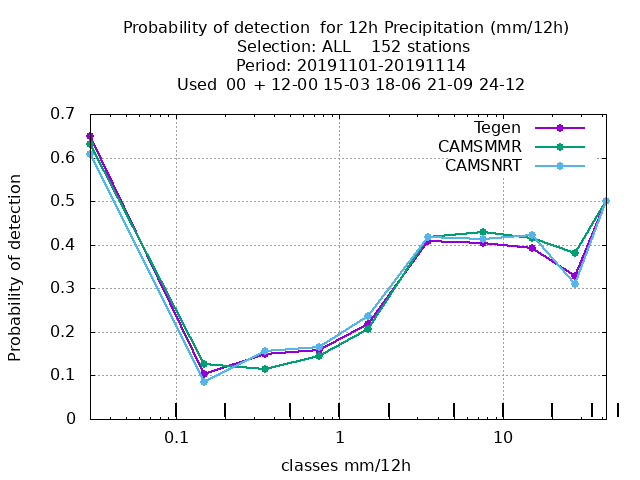 Probability of detection  for 12h Precipitation (mm/12h)
Selection: ALL    152 stations
Period: 20191101-20191114
Used  00 + 12-00 15-03 18-06 21-09 24-12
Tegen
CAMSMMR
CAMSNRT
0.7
0.6
0.5
0.4
0.3
0.2
0.1
0
Probability of detection
0.1 1 10
classes mm/12h